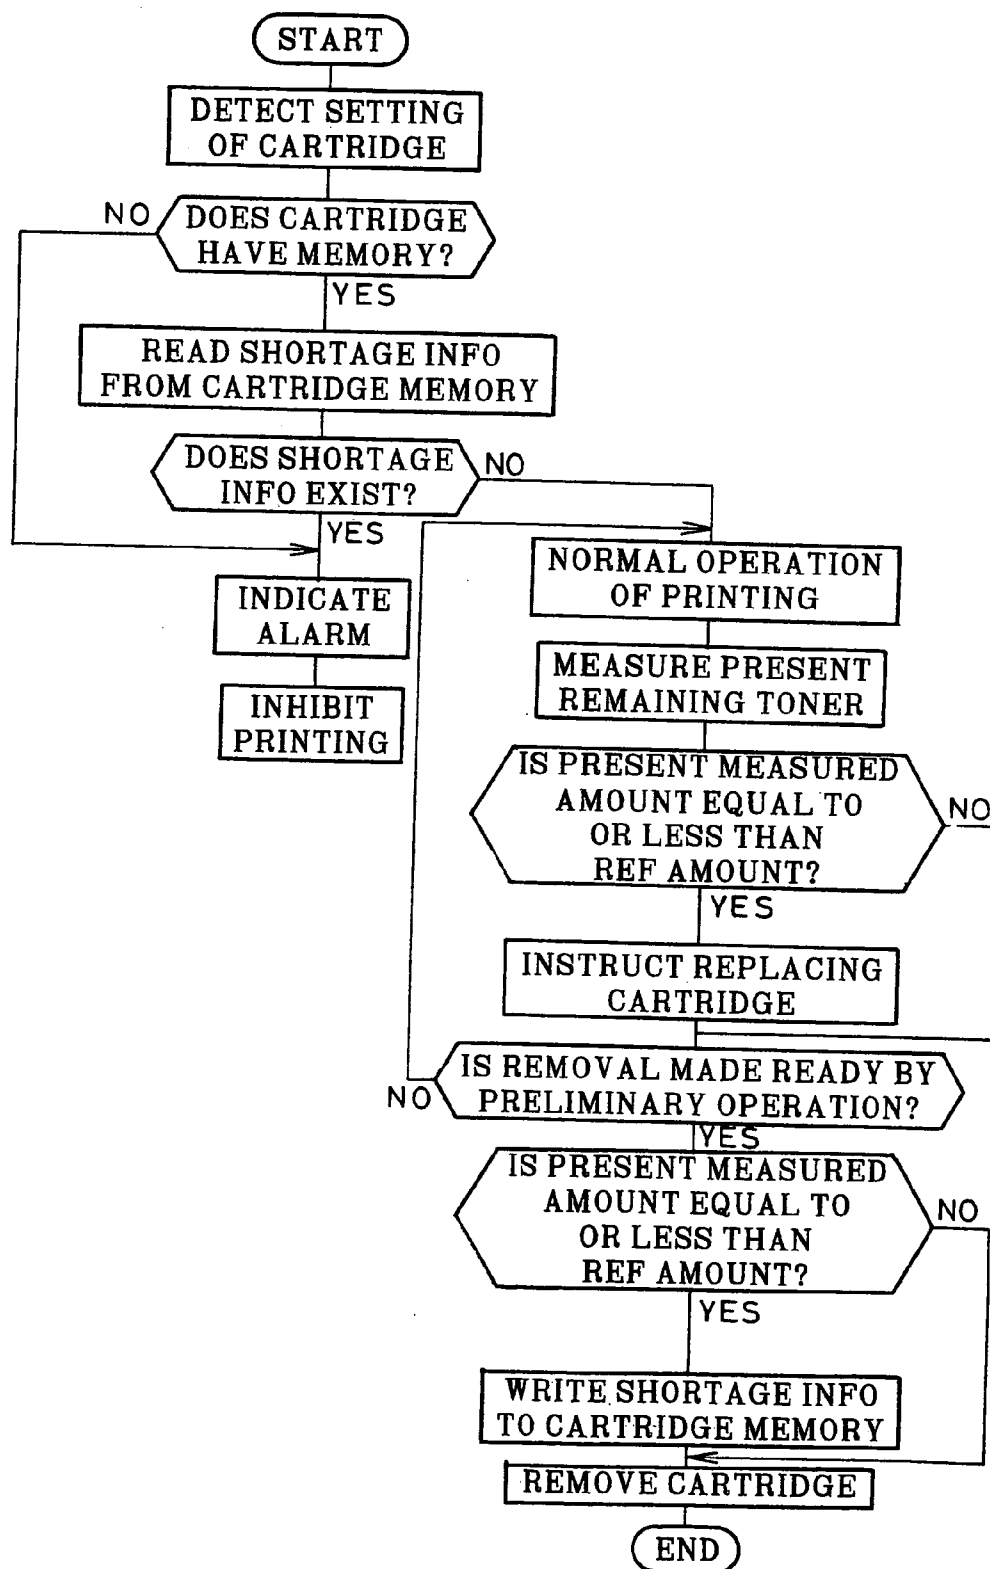 START
DETECT SETTING
OF CARTRIDGE
NO
DOES CARTRIDGE
HAVE MEMORY?
YES
READ SHORTAGE INFO
FROM CARTRIDGE MEMORY
DOES SHORTAGE
INFO EXIST?
NO
YES
INDICATE
ALARM
INHIBIT
PRINTING
NORMAL OPERATION
OF PRINTING
MEASURE PRESENT
REMAINING TONER
IS PRESENT MEASURED
AMOUNT EQUAL TO
OR LESS THAN
REF AMOUNT?
NO
YES
INSTRUCT REPLACING
CARTRIDGE
IS REMOVAL MADE READY BY
PRELIMINARY OPERATION?
NO
YES
IS PRESENT MEASURED
AMOUNT EQUAL TO
OR LESS THAN
REF AMOUNT?
NO
YES
WRITE SHORTAGE INFO
TO CARTRIDGE MEMORY
REMOVE CARTRIDGE
END